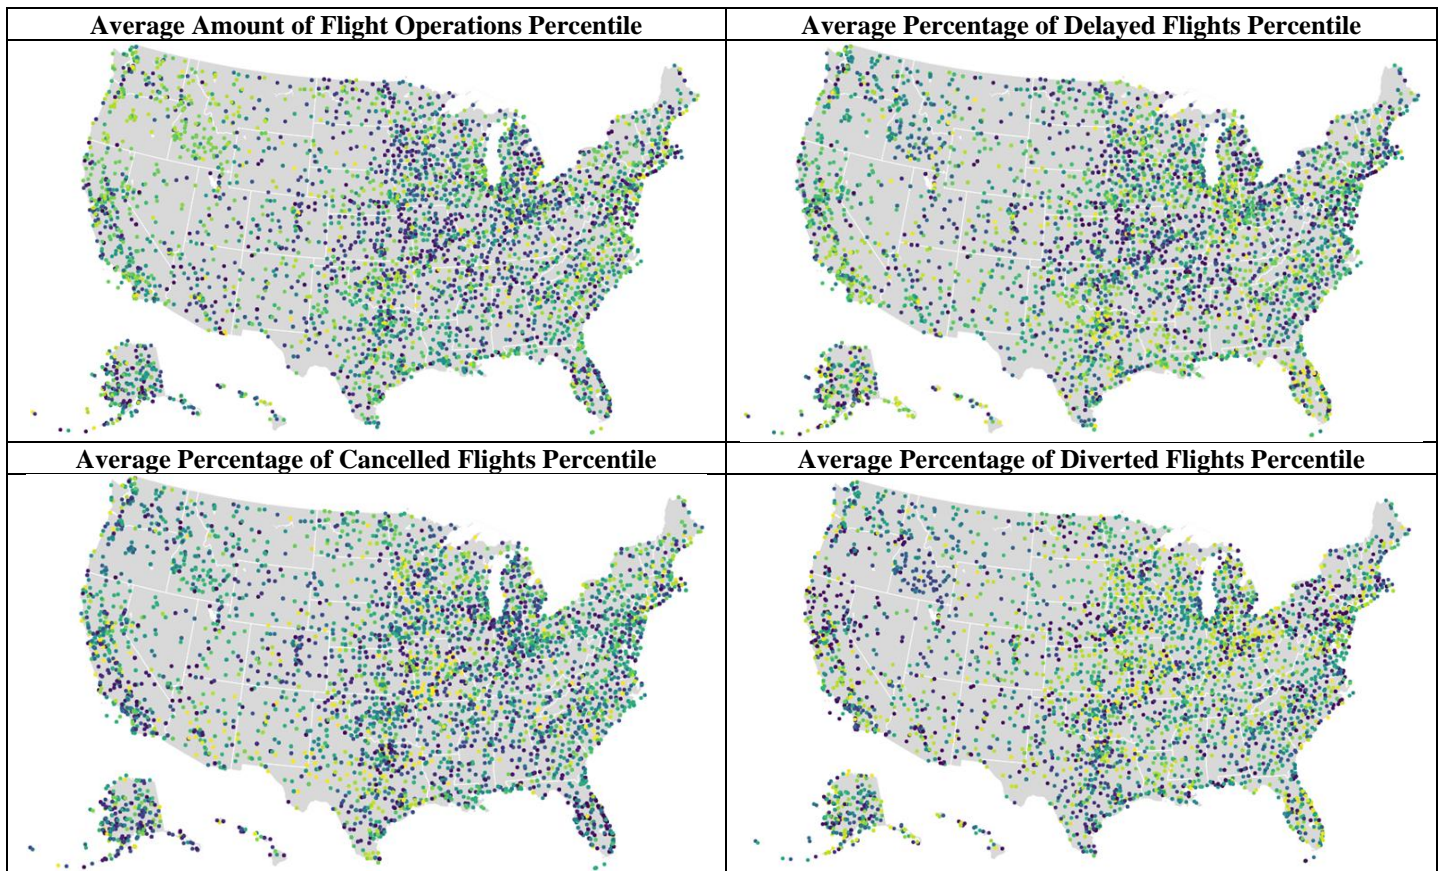 Average Amount of Flight Operations Percentile
Average Percentage of Delayed Flights Percentile
Average Percentage of Cancelled Flights Percentile
Average Percentage of Diverted Flights Percentile